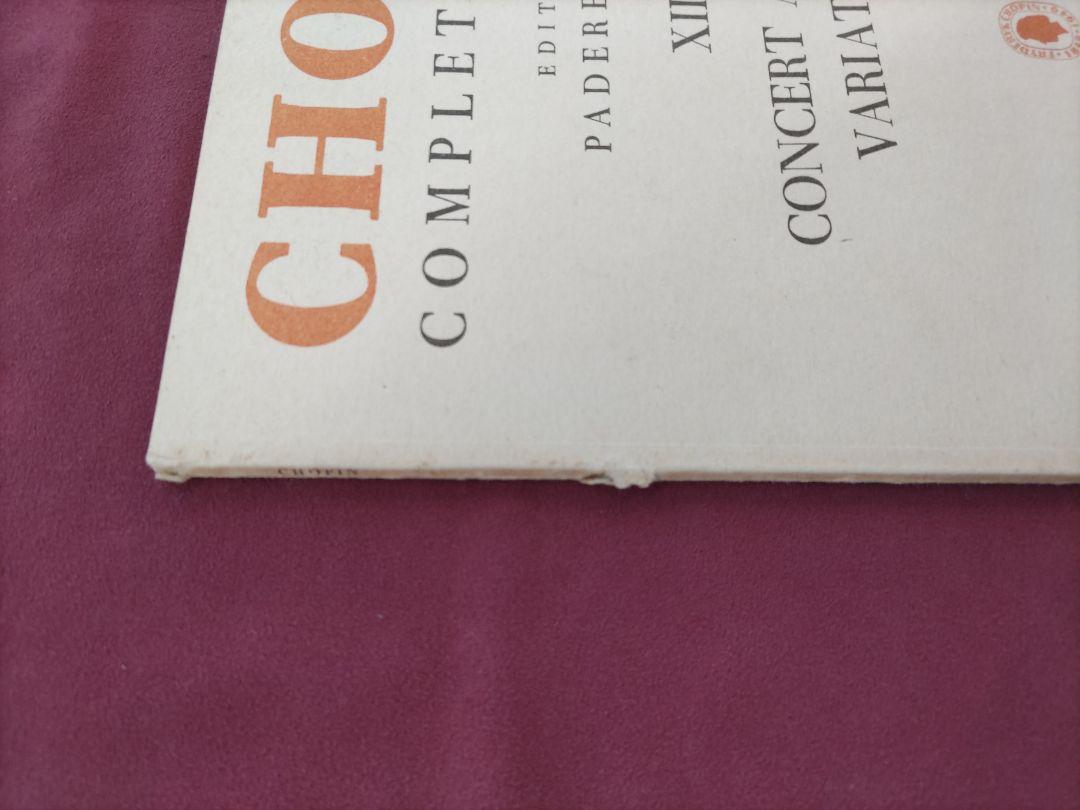 CHO
COMPLET
EDIT
PADERE
XII
CONCERT A
VARIAT
CHOPIN